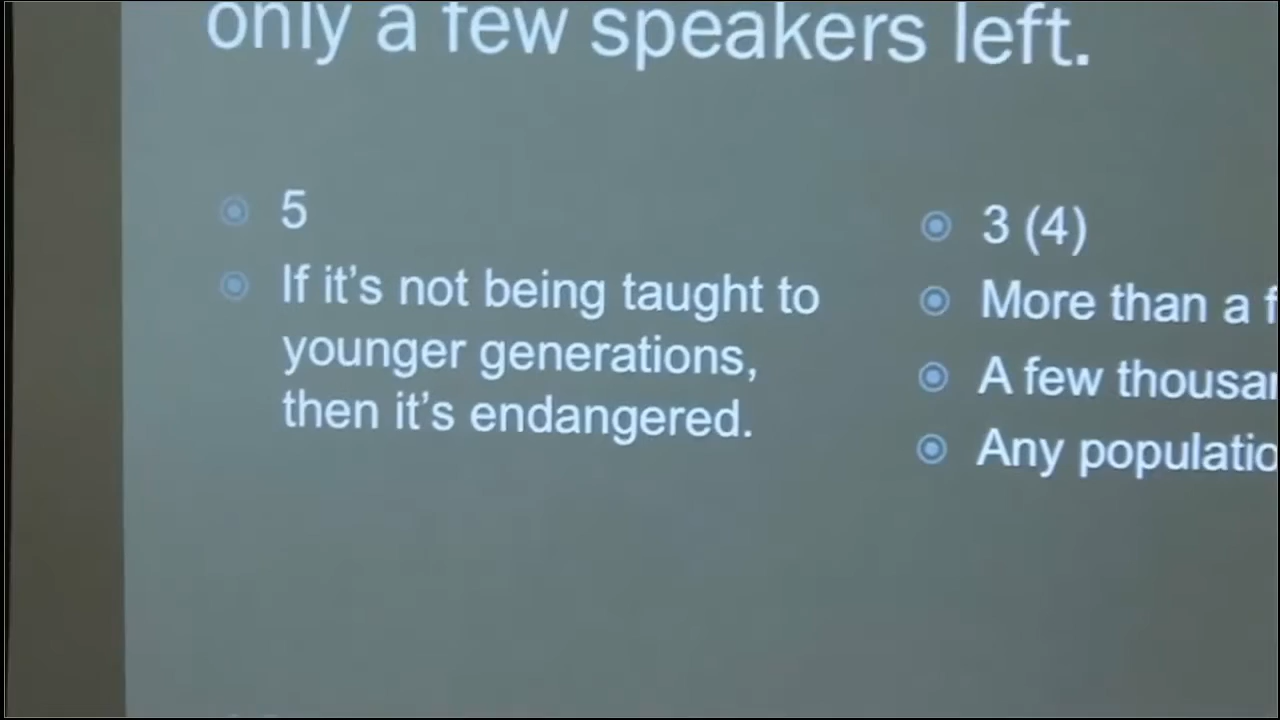 only a few speakers left.
5
If it's not being taught to
younger generations,
then it's endangered.
3 (4)
More than a
A few
Any